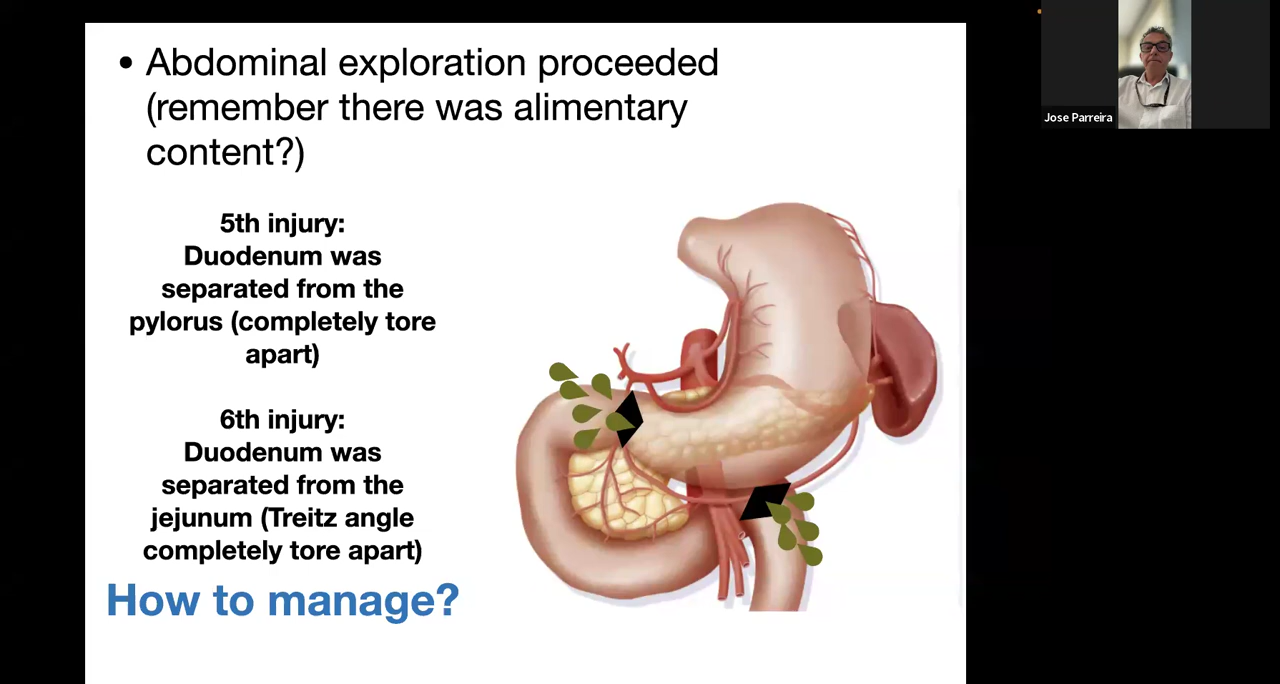 • Abdominal exploration proceeded
(remember there was alimentary
content?)
5th injury:
Duodenum was
separated from the
pylorus (completely tore
apart)
6th injury:
Duodenum was
separated from the
jejunum (Treitz angle
completely tore apart)
How to manage?
Jose Parreira